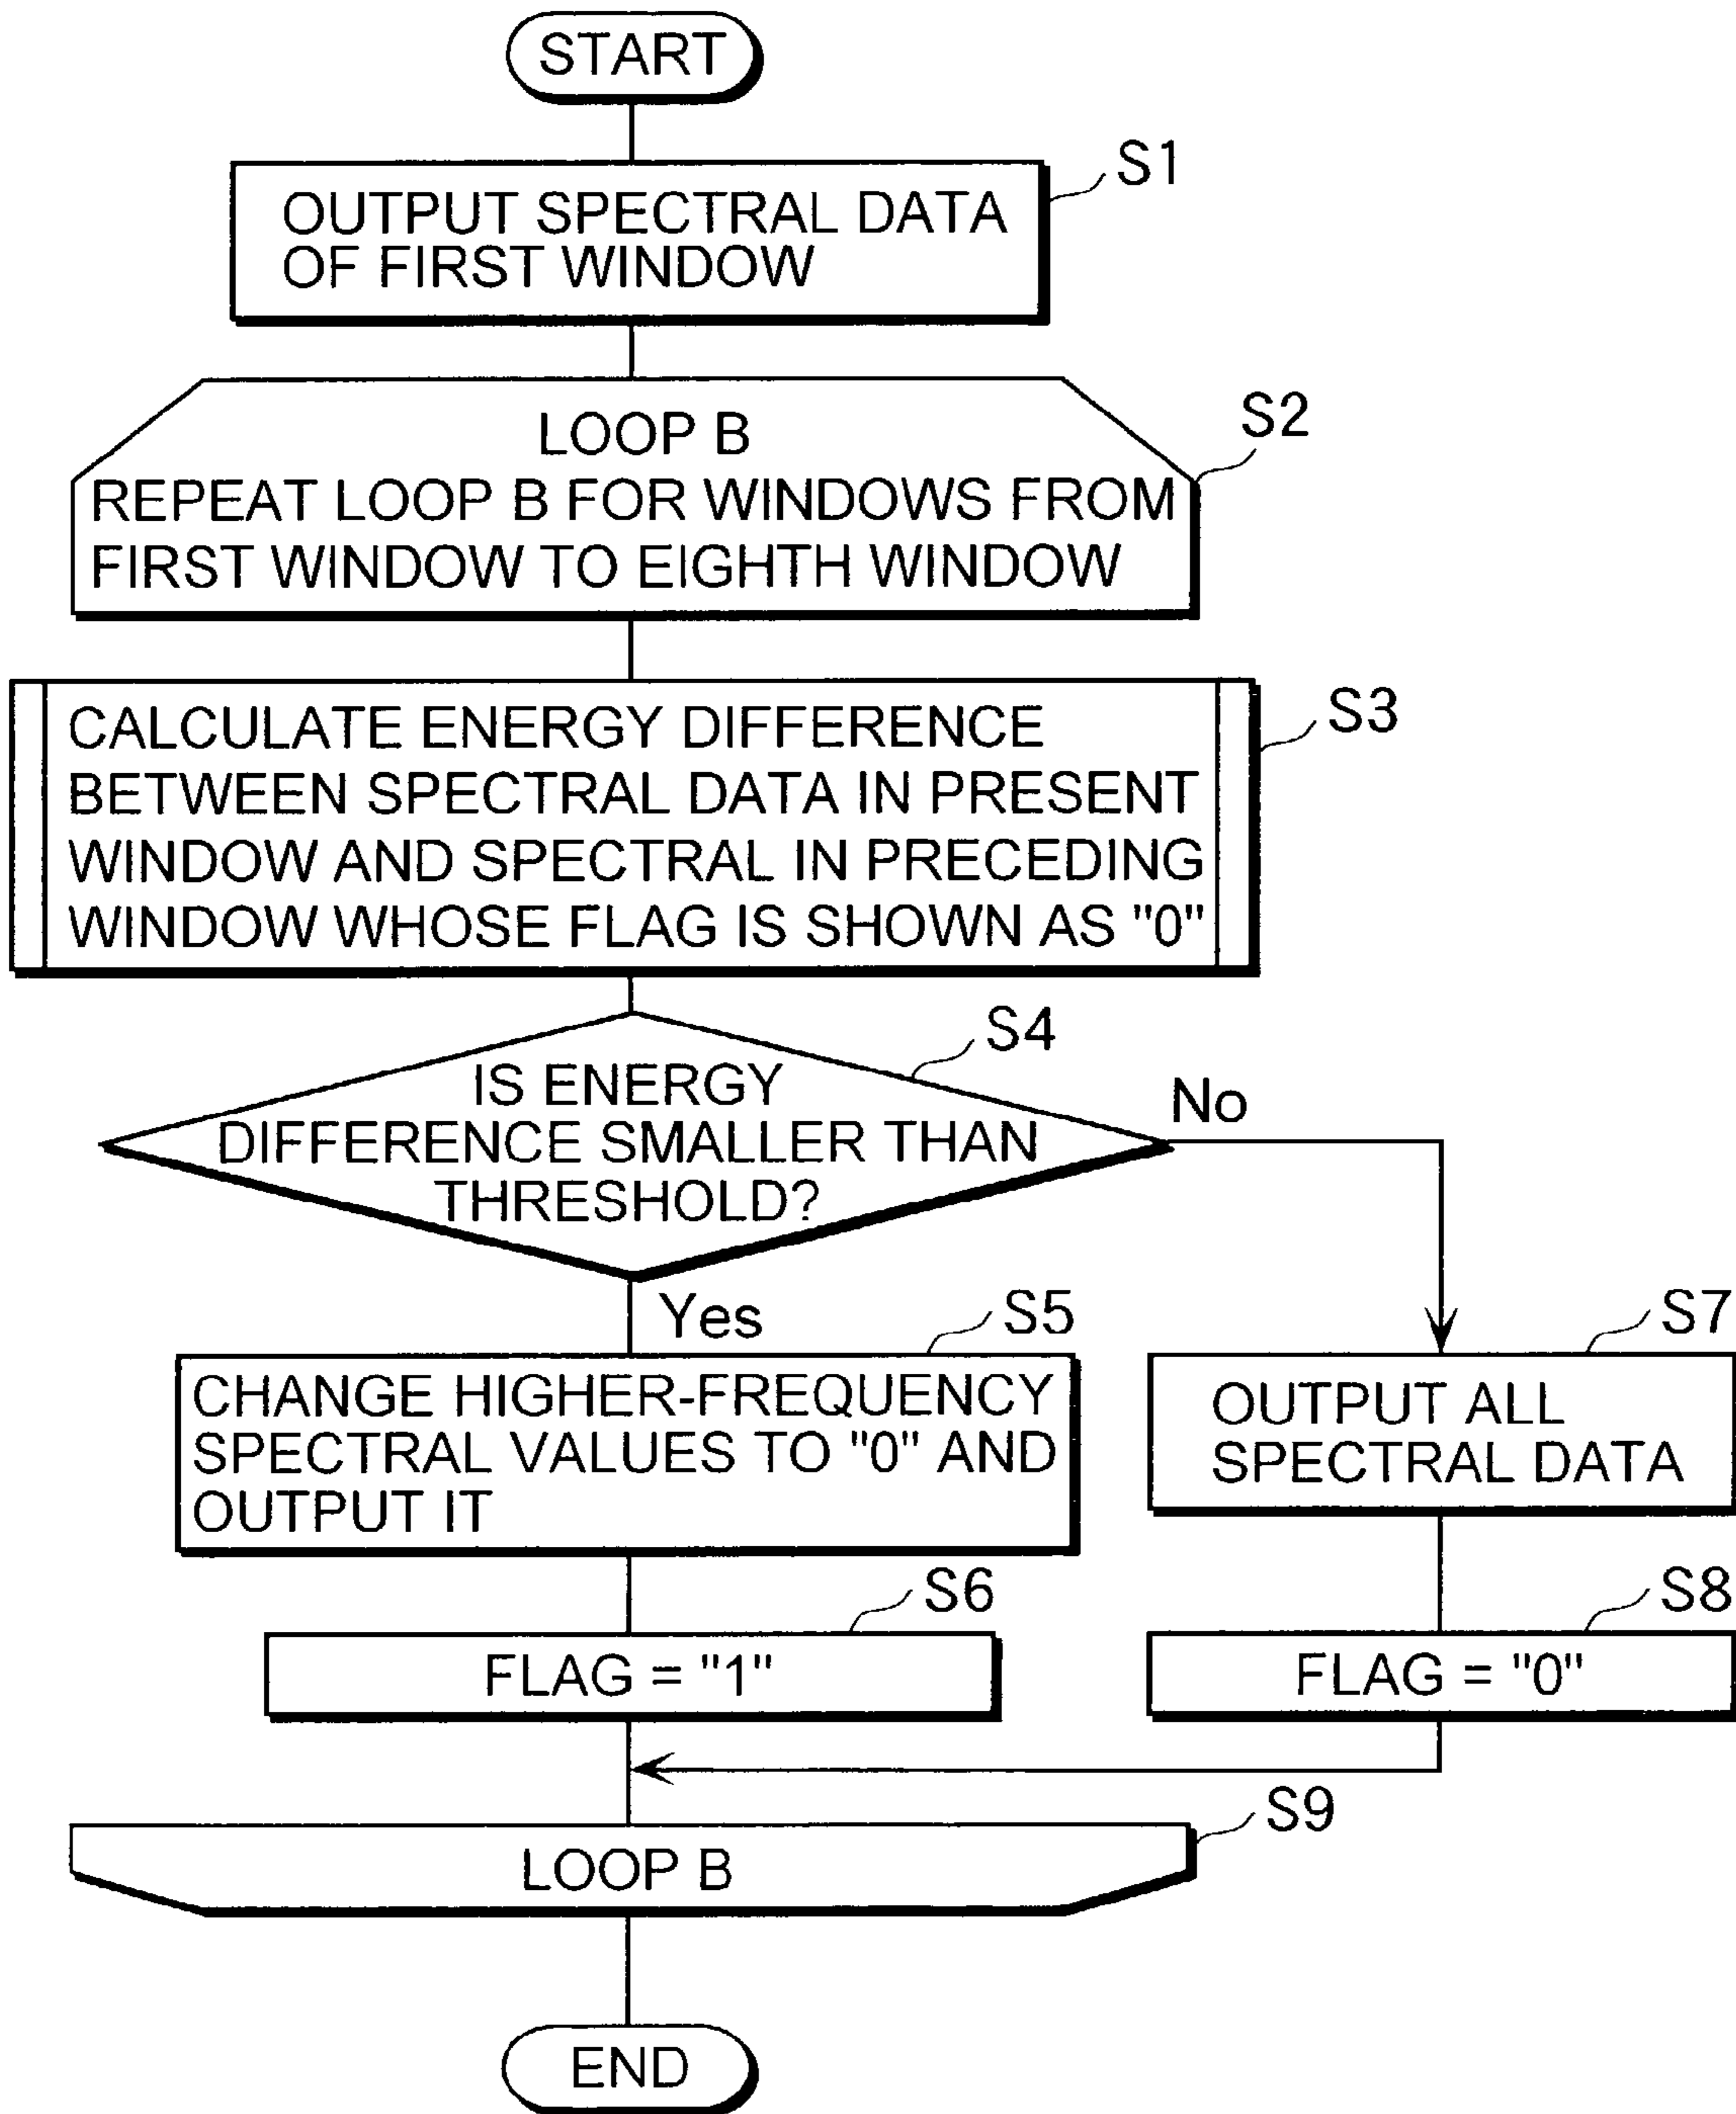 START
S1
OUTPUT SPECTRAL DATA
OF FIRST WINDOW
S2
LOOP B
REPEAT LOOP B FOR WINDOWS FROM
FIRST WINDOW TO EIGHTH WINDOW
S3
CALCULATE ENERGY DIFFERENCE
BETWEEN SPECTRAL DATA IN PRESENT
WINDOW AND SPECTRAL IN PRECEDING
WINDOW WHOSE FLAG IS SHOWN AS "0"
S4
IS ENERGY
DIFFERENCE SMALLER THAN
THRESHOLD?
No
Yes
S5
CHANGE HIGHER-FREQUENCY
SPECTRAL VALUES TO "0" AND
OUTPUT IT
S7
OUTPUT ALL
SPECTRAL DATA
S6
FLAG = "1"
S8
FLAG = "0"
S9
LOOP B
END